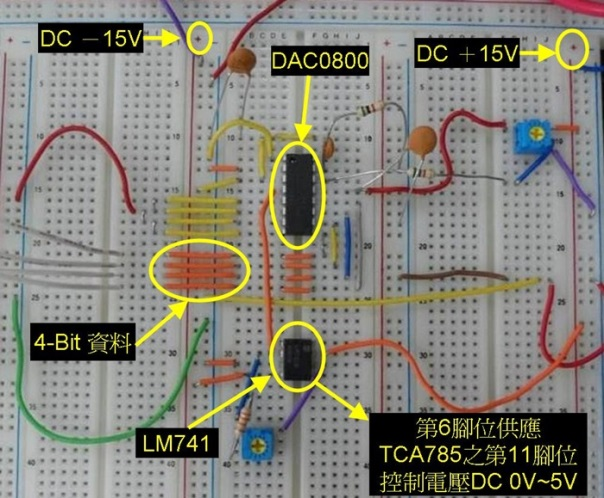 DC －15V
DAC0800
DC ＋15V
4-Bit 資料
LM741
第6腳位供應
TCA785之第11腳位
控制電壓DC 0V~5V